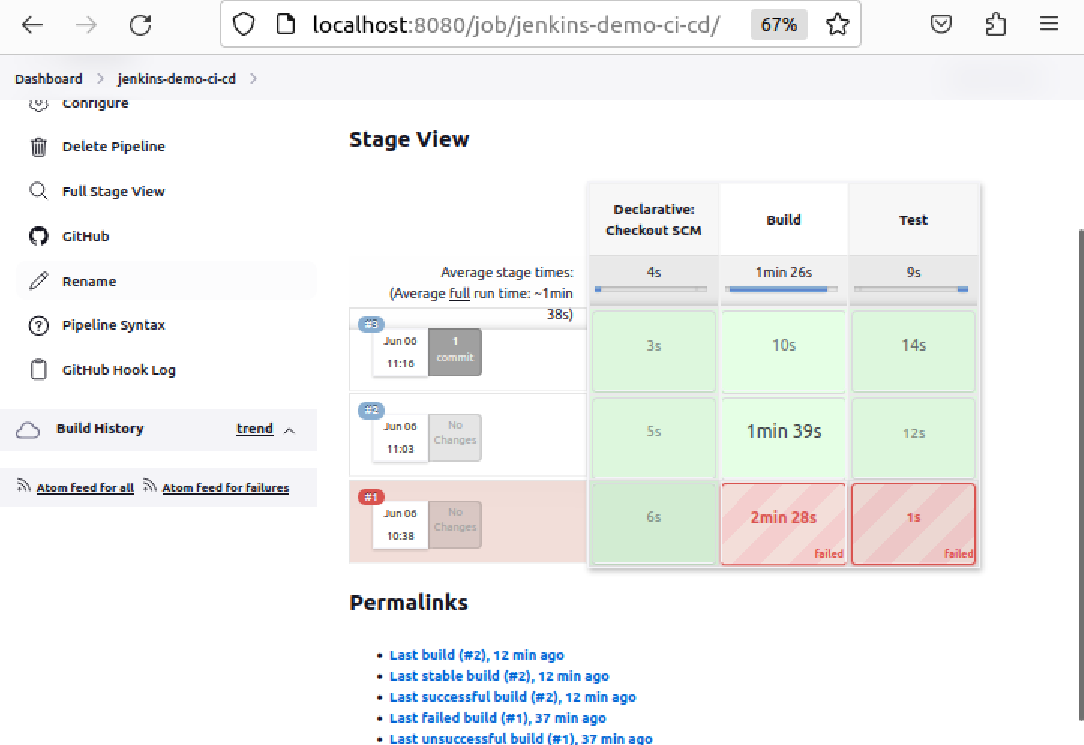 localhost:8080/job/jenkins-demo-ci-cd/ 67%
Dashboard jenkins-demo-ci-cd
Configure
Delete Pipeline
Full Stage View
GitHub
Rename
Pipeline Syntax
GitHub Hook Log
Build History trend
Atom feed for all Atom feed for failures
Stage View
Declarative:
Checkout SCM
Build
Test
Average stage times:
(Average full run time: ~1min
38s)
4s
1min 26s
9s
#3
Jun 06
11:16
1
commit
3s
10s
14s
#2
Jun 06
11:03
No
Changes
5s
1min 39s
12s
#1
Jun 06
10:38
No
Changes
6s
2min 28s
failed
1s
failed
Permalinks
Last build (#2), 12 min ago
Last stable build (#2), 12 min ago
Last successful build (#2), 12 min ago
Last failed build (#1), 37 min ago
Last unsuccessful build (#1), 37 min ago